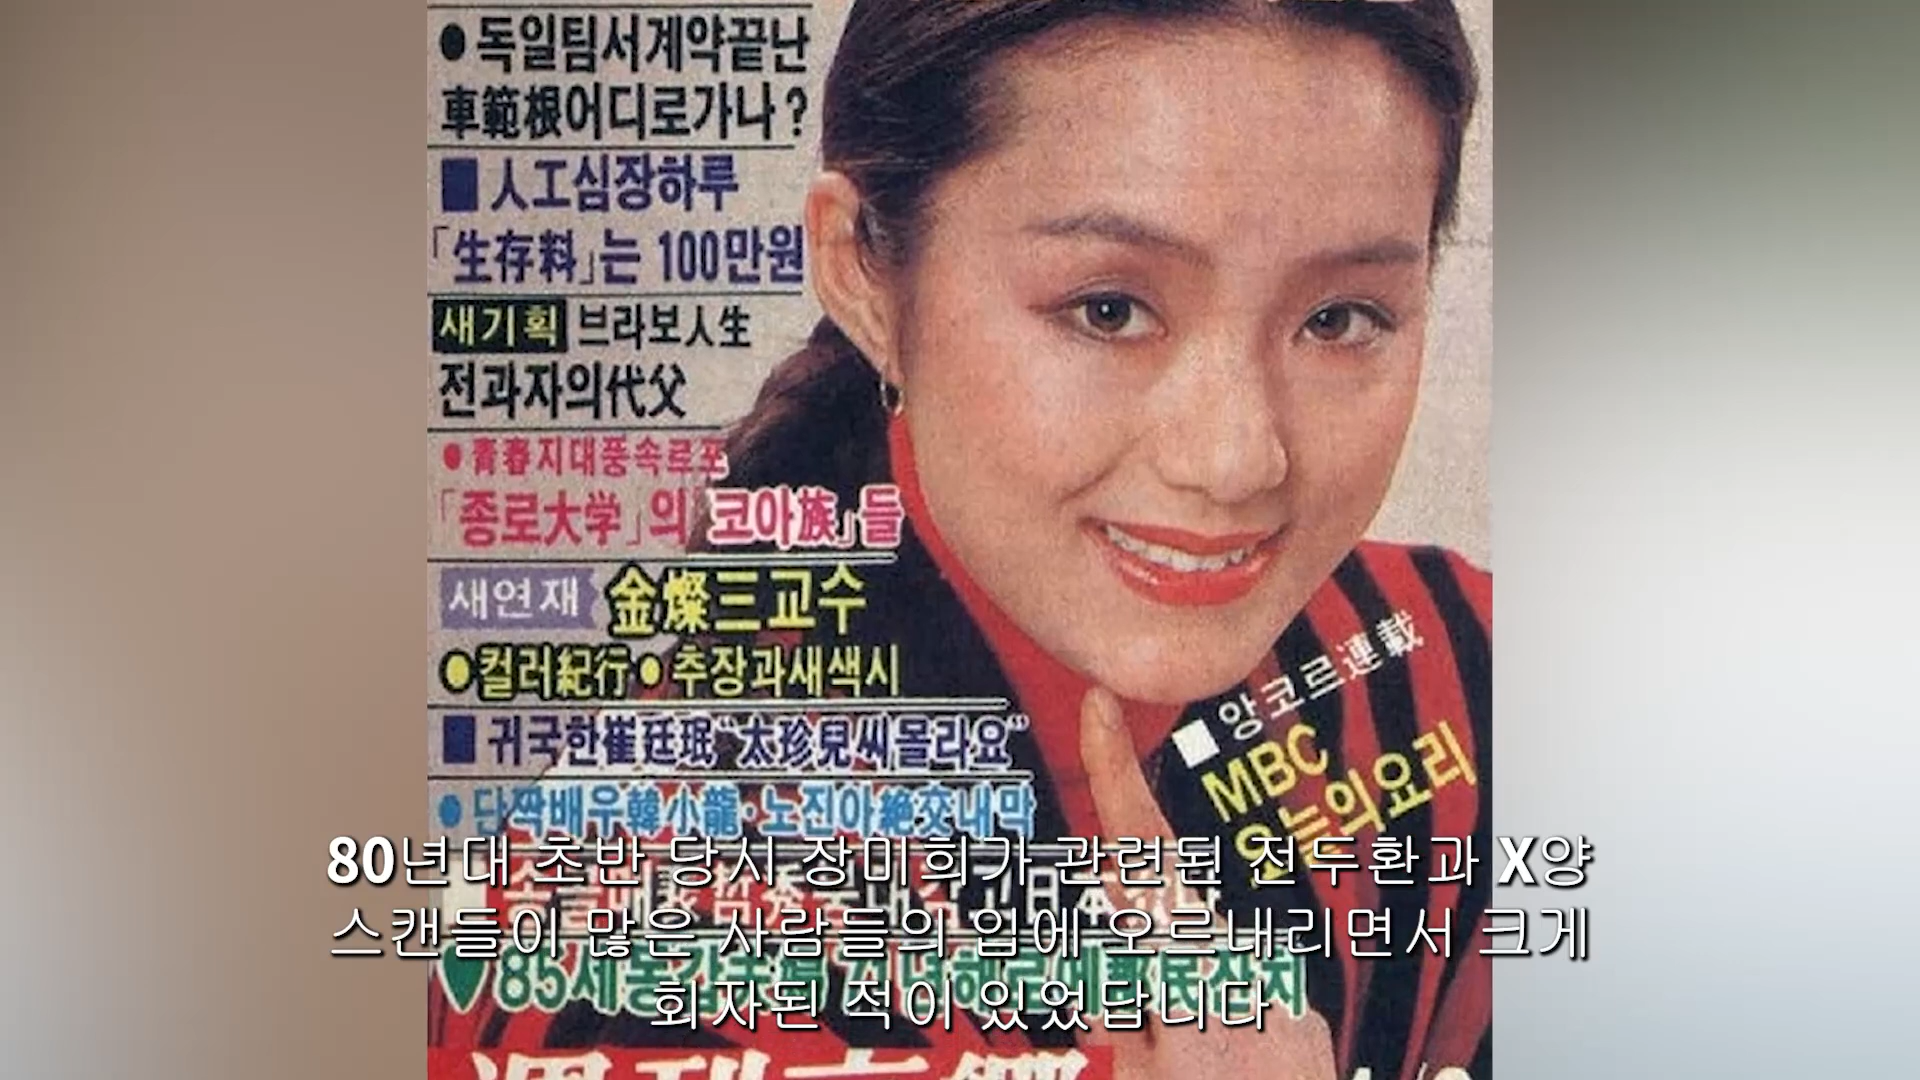 ●독일팀서계약끝난
車範根어디로가나?
■人工심장하루
「生存料」는 100만원
새기획 브라보人生
전과자의代父
●靑春지대풍속르포
「종로大学」의 「코아族」들
새연재 金燦三교수
●컬러紀行●추장과새색시
■귀국한崔廷珉“太珍兒씨몰라요”
●단짝배우韓小龍·노진아絶交내막
■앙코르連載
MBC
오늘의요리
80년대 초반 당시 장미희가 관련된 전두환과 X양
스캔들이 많은 사람들의 입에 오르내리면서 크게
회자된 적이 있었답니다